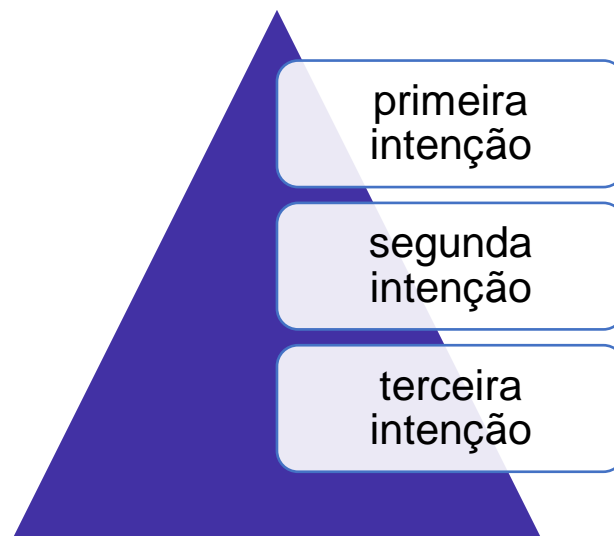 primeira
intenção
segunda
intenção
terceira
intenção